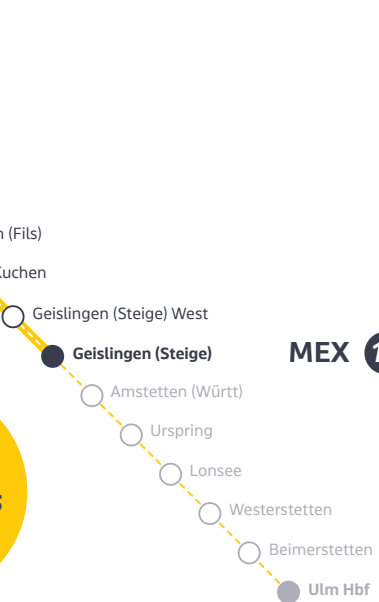 (Fils)
Kuchen
Geislingen (Steige) West
Geislingen (Steige)
MEX
Amstetten (Württ)
Urspring
Lonsee
Westerstetten
Beimerstetten
Ulm Hbf